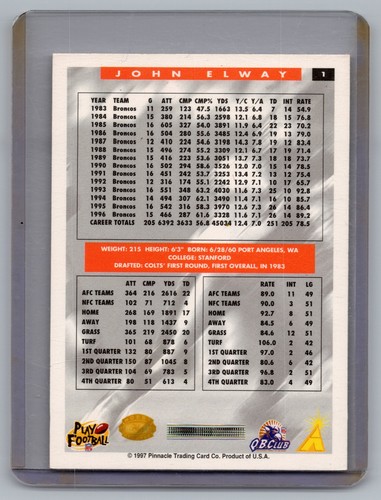 JOHN ELWAY 1
YEAR TEAM G ATT CMP CMP% YDS Y/C Y/A TD INT RATE
1983 Broncos 11 259 123 47.5 1663 13.5 6.4 7 14 54.9
1984 Broncos 15 380 214 56.3 2598 12.1 6.8 18 15 76.8
1985 Broncos 16 605 327 54.0 3891 11.9 6.4 22 23 70.2
1986 Broncos 16 504 280 55.6 3485 12.4 6.9 19 13 79.0
1987 Broncos 12 410 224 54.6 3198 14.3 7.8 19 12 83.4
1988 Broncos 15 496 274 55.2 3309 12.1 6.7 17 19 71.4
1989 Broncos 15 416 223 53.6 3051 13.7 7.3 18 18 73.7
1990 Broncos 16 502 294 58.6 3526 12.0 7.0 15 14 78.5
1991 Broncos 16 451 242 53.7 3253 13.4 7.2 13 12 75.4
1992 Broncos 12 316 174 55.1 2242 12.9 7.1 10 17 65.7
1993 Broncos 16 551 348 63.2 4030 11.6 7.3 25 10 92.8
1994 Broncos 14 494 307 62.1 3490 11.4 7.1 16 10 85.7
1995 Broncos 16 542 316 58.3 3970 12.6 7.3 26 14 86.4
1996 Broncos 15 466 287 61.6 3328 11.6 7.1 26 14 89.2
CAREER TOTALS 205 6392 3633 56.8 45034 12.4 7.0 251 205 78.5
WEIGHT: 215 HEIGHT: 6'3" BORN: 6/28/60 PORT ANGELES, WA
COLLEGE: STANFORD
DRAFTED: COLTS' FIRST ROUND, FIRST OVERALL, IN 1983
ATT CMP YDS TD
AFC TEAMS 364 216 2616 22
NFC TEAMS 102 71 712 4
HOME 268 169 1891 17
AWAY 198 118 1437 9
GRASS 365 219 2450 20
TURF 101 68 878 6
1ST QUARTER 132 80 887 9
2ND QUARTER 150 87 1045 8
3RD QUARTER 104 69 783 5
4TH QUARTER 80 51 613 4
RATE INT LG
AFC TEAMS 89.0 11 49
NFC TEAMS 90.0 3 51
HOME 92.7 8 51
AWAY 84.5 6 49
GRASS 84.6 12 51
TURF 106.0 2 42
1ST QUARTER 97.0 2 46
2ND QUARTER 80.6 6 42
3RD QUARTER 96.8 2 51
4TH QUARTER 83.0 4 49
PLAY FOOTBALL
QB CLUB
© 1997 Pinnacle Trading Card Co. Product of U.S.A.